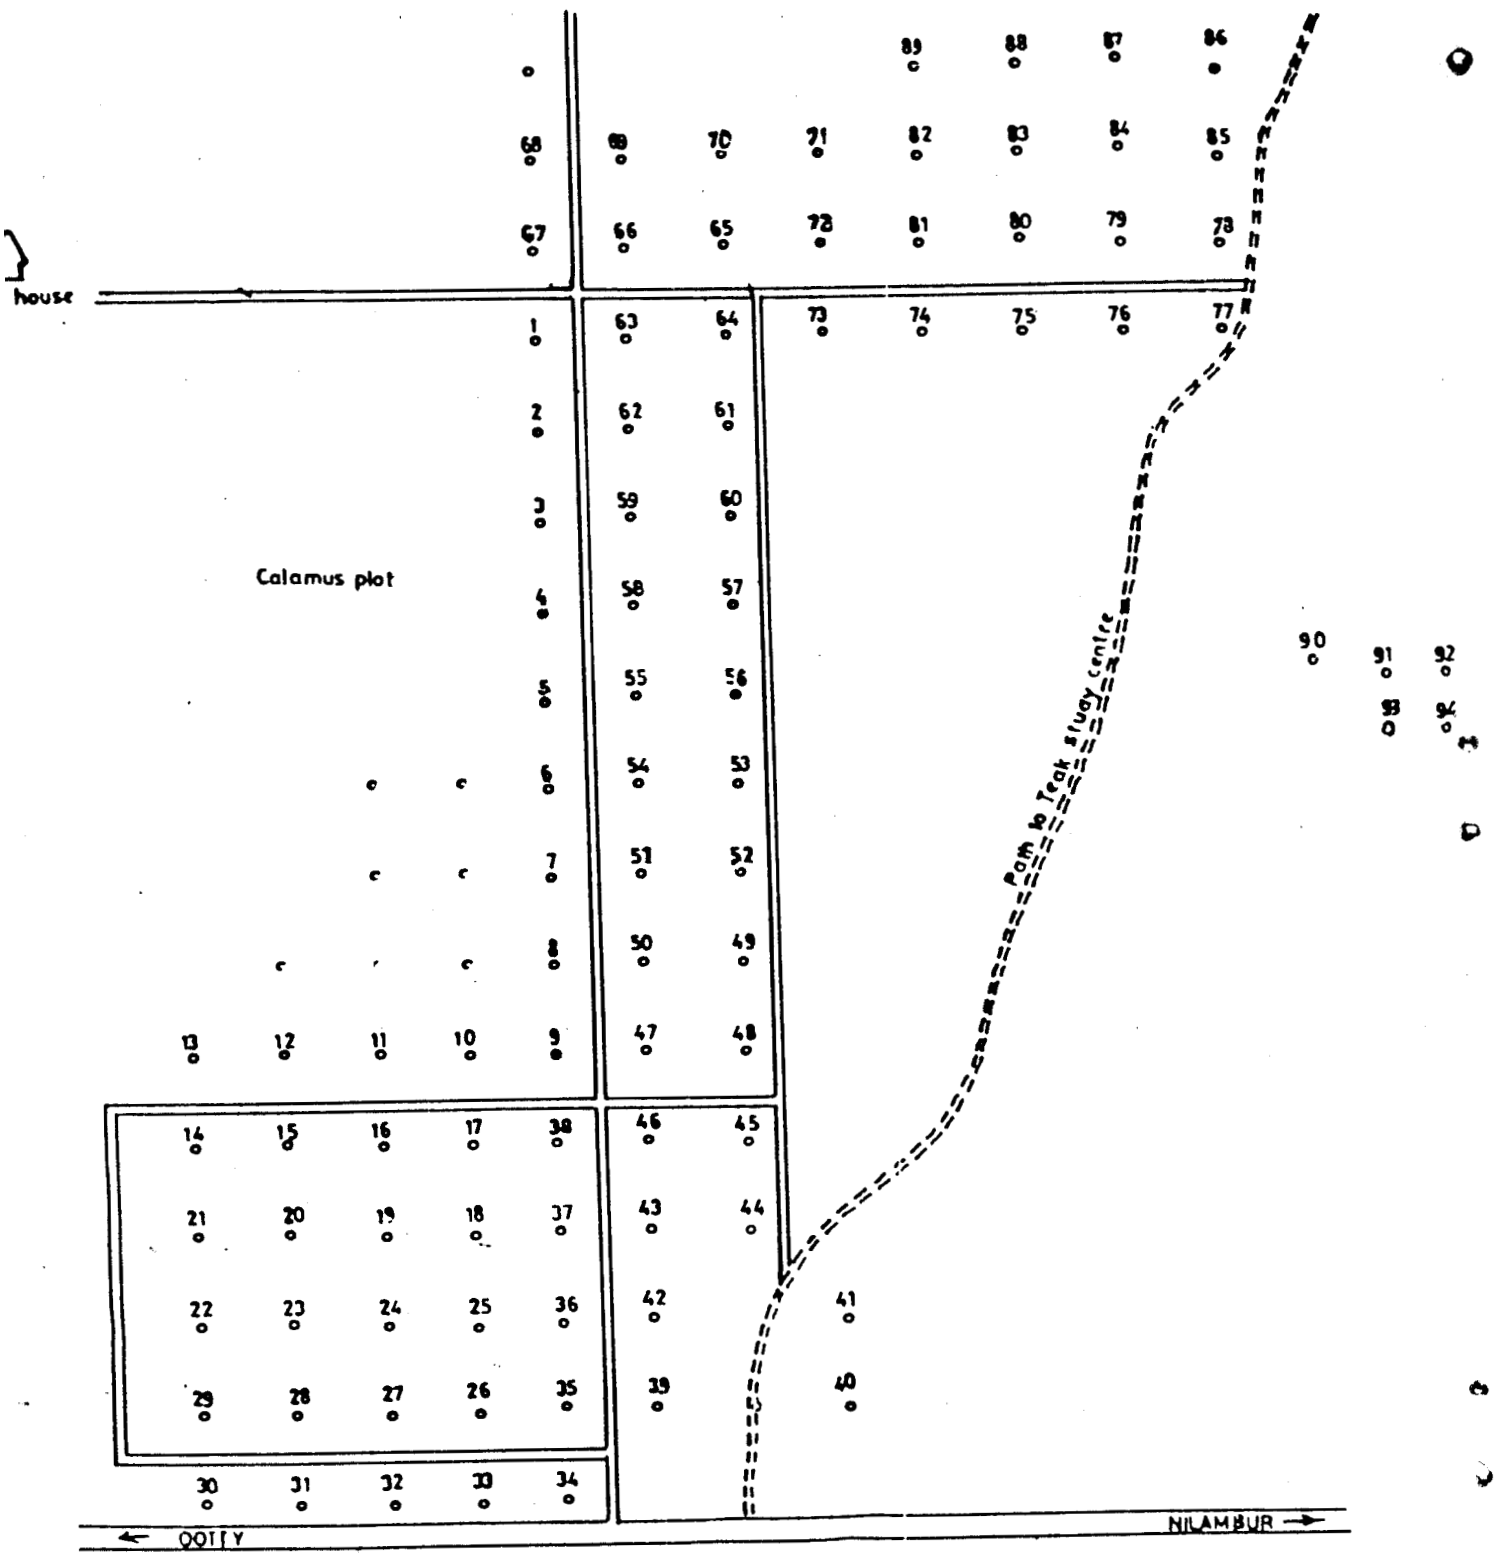 89 88 87 86
68 69 70 71 82 83 84 85
67 66 65 72 81 80 79 78
house
1 63 64 73 74 75 76 77
2 62 61
3 59 60
Calamus plot
4 58 57
90 91 92
5 55 56
93 94
Path to Teak study centre
6 54 53
7 51 52
8 50 49
13 12 11 10 9 47 48
14 15 16 17 38 46 45
21 20 19 18 37 43 44
22 23 24 25 36 42 41
29 28 27 26 35 39 40
30 31 32 33 34
← OOTTY
NILAMBUR →